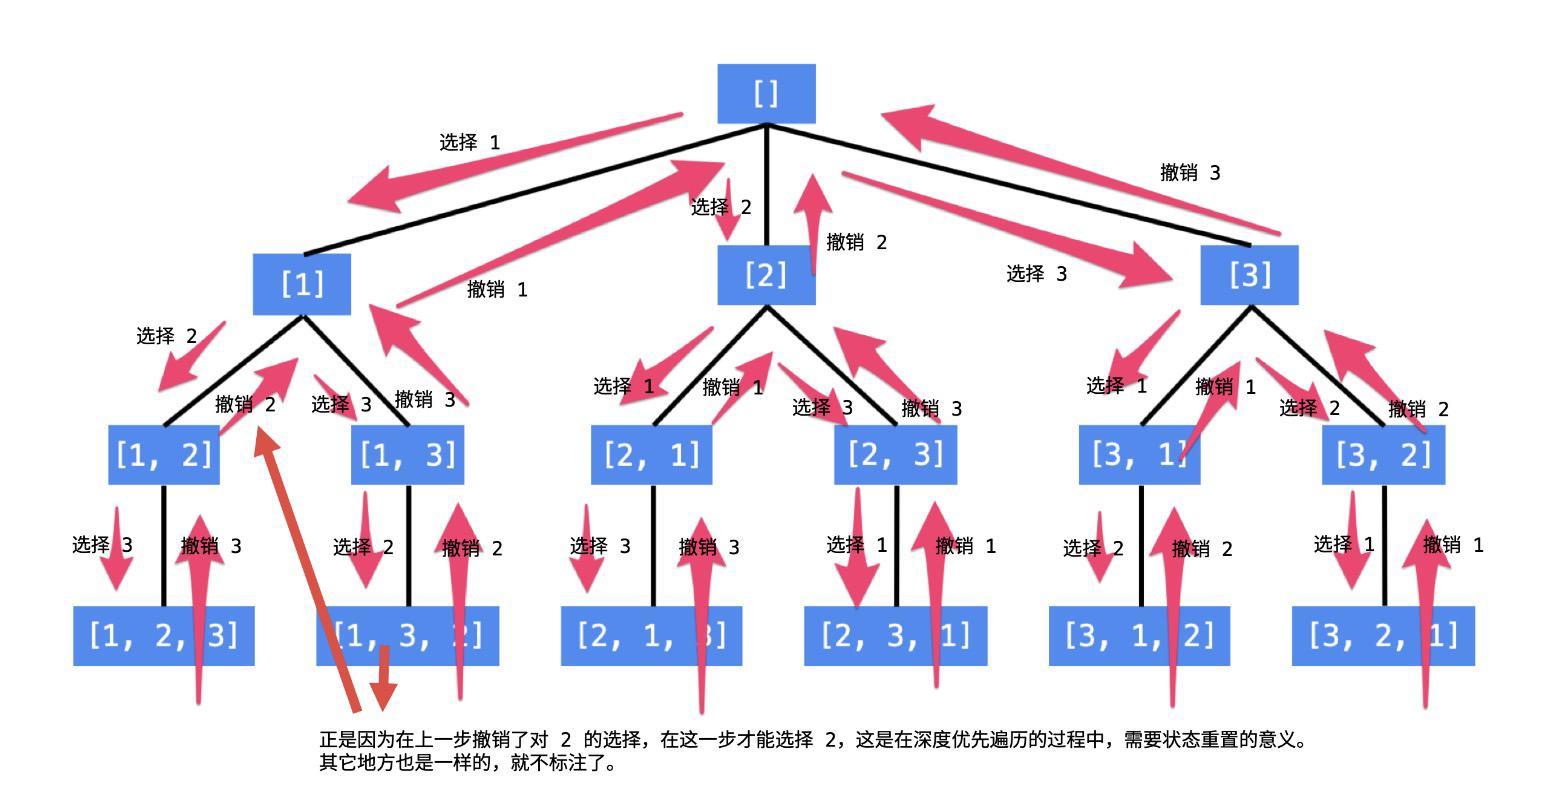 []
选择 1
撤销 3
选择 2
撤销 2
选择 3
撤销 1
[1]
[2]
[3]
选择 2
撤销 2
选择 3
撤销 3
选择 1
撤销 1
选择 3
撤销 3
选择 1
撤销 1
选择 2
撤销 2
[1, 2]
[1, 3]
[2, 1]
[2, 3]
[3, 1]
[3, 2]
选择 3
撤销 3
选择 2
撤销 2
选择 3
撤销 3
选择 1
撤销 1
选择 2
撤销 2
选择 1
撤销 1
[1, 2, 3]
[1, 3, 2]
[2, 1, 3]
[2, 3, 1]
[3, 1, 2]
[3, 2, 1]
正是因为在上一步撤销了对 2 的选择，在这一步才能选择 2，这是在深度优先遍历的过程中，需要状态重置的意义。
其它地方也是一样的，就不标注了。